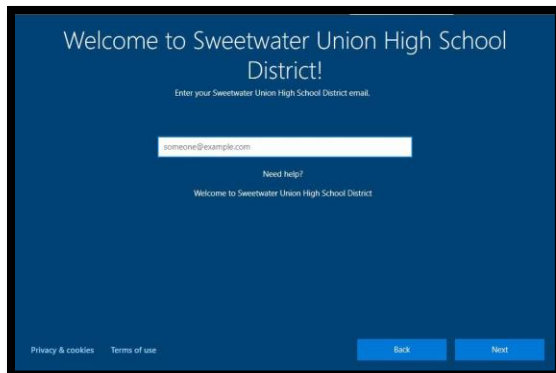 Welcome to Sweetwater Union High School
District!
Enter your Sweetwater Union High School District email.
someone@example.com
Need help?
Welcome to Sweetwater Union High School District
Privacy & cookies Terms of use Back Next